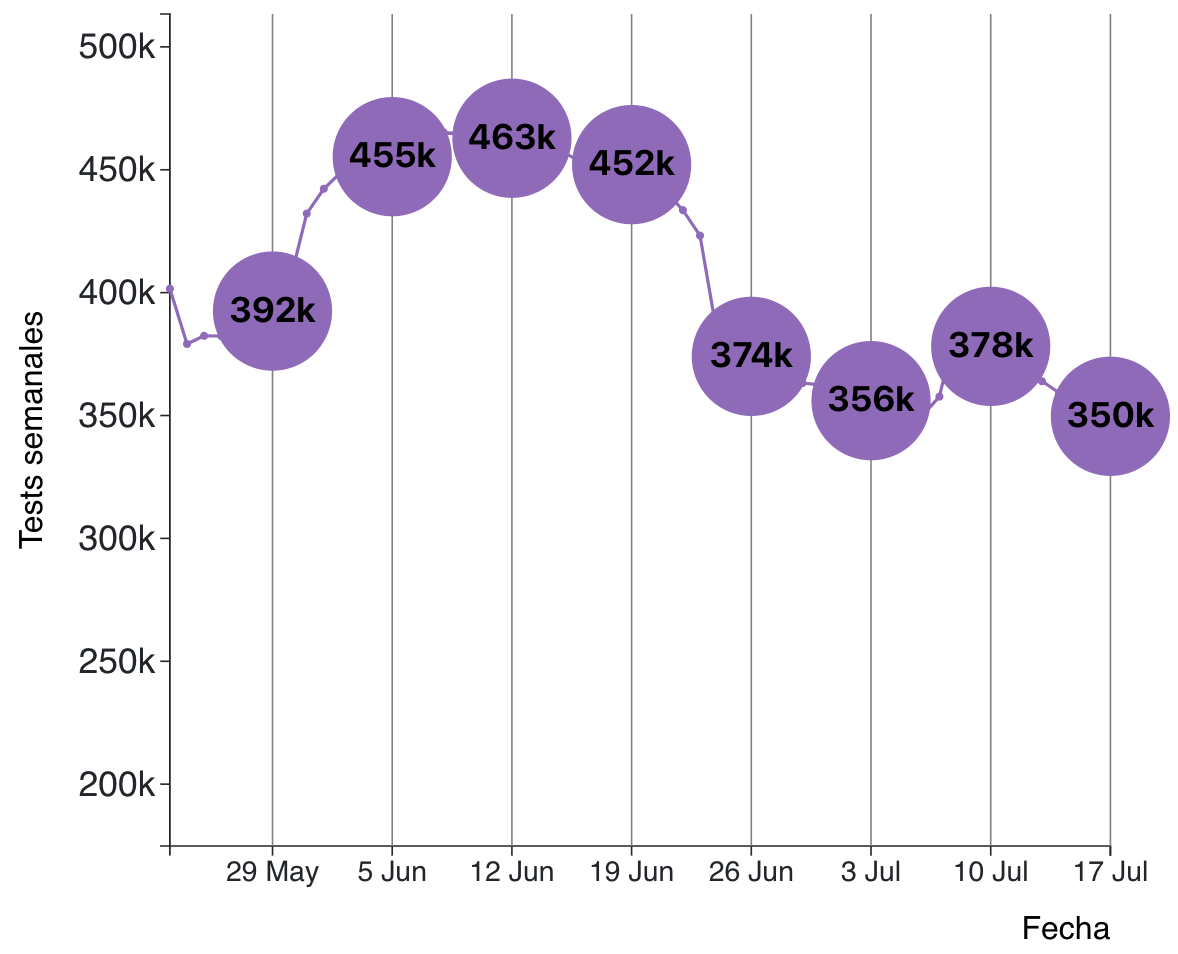 500k
450k
400k
350k
300k
250k
200k
Tests semanales
392k
455k
463k
452k
374k
356k
378k
350k
29 May
5 Jun
12 Jun
19 Jun
26 Jun
3 Jul
10 Jul
17 Jul
Fecha